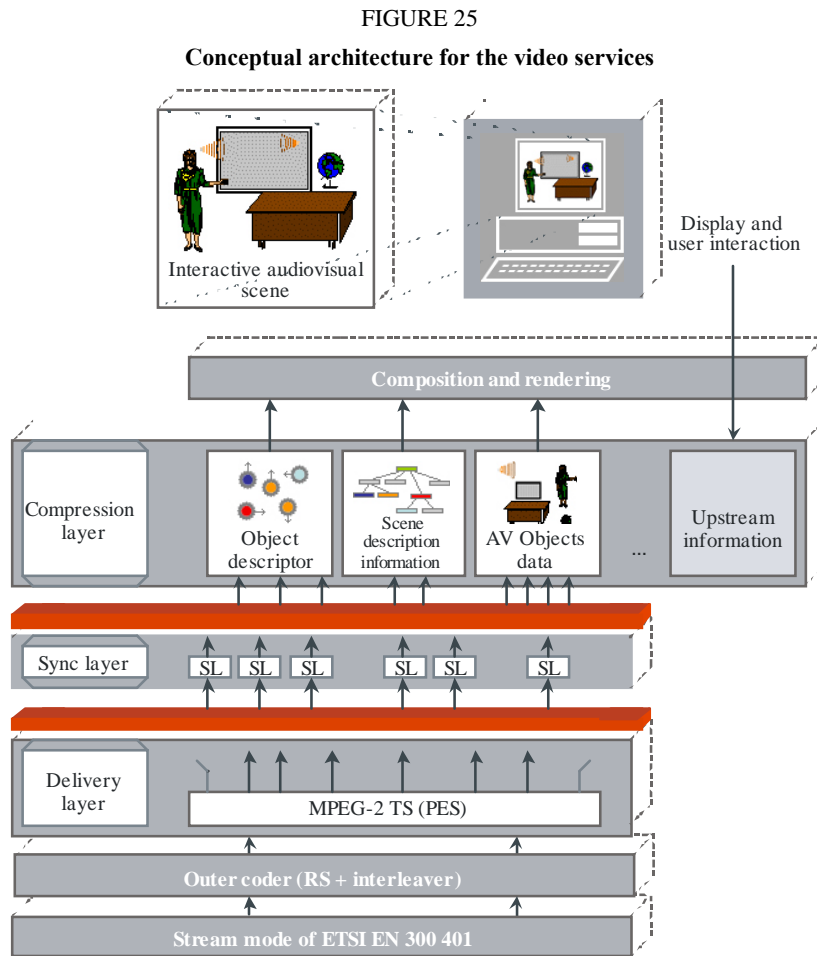 FIGURE 25
Conceptual architecture for the video services
Interactive audiovisual
scene
Display and
user interaction
Composition and rendering
Compression
layer
Object
descriptor
Scene
description
information
AV Objects
data
...
Upstream
information
Sync layer
SL
SL
SL
SL
SL
SL
Delivery
layer
MPEG-2 TS (PES)
Outer coder (RS + interleaver)
Stream mode of ETSI EN 300 401